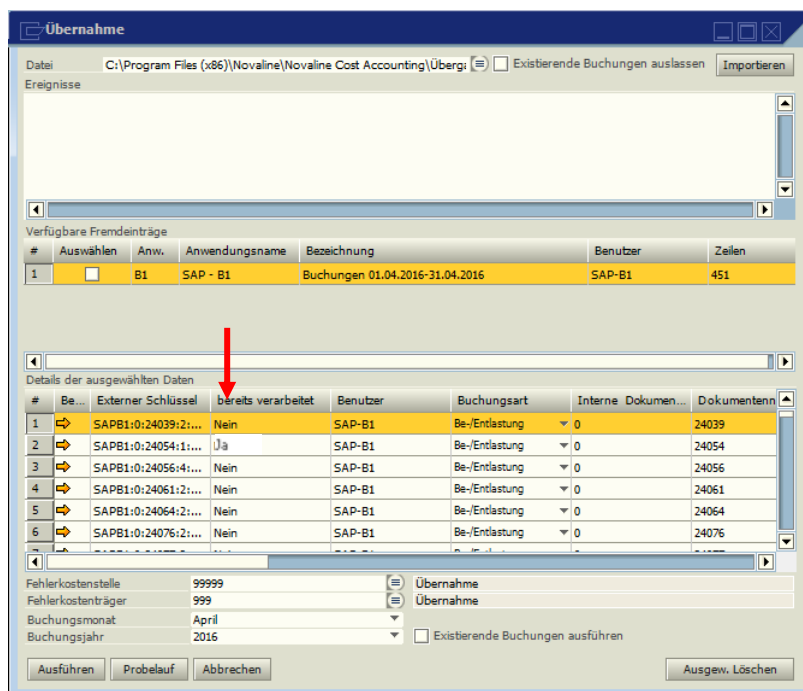 Übernahme
Datei C:\Program Files (x86)\Novaline\Novaline Cost Accounting\Überga Existierende Buchungen auslassen Importieren
Ereignisse
Verfügbare Fremdeinträge
# Auswählen Anw. Anwendungsname Bezeichnung Benutzer Zeilen
1 B1 SAP - B1 Buchungen 01.04.2016-31.04.2016 SAP-B1 451
Details der ausgewählten Daten
# Be... Externer Schlüssel bereits verarbeitet Benutzer Buchungsart Interne Dokumen... Dokumentenn
1 SAPB1:0:24039:2:... Nein SAP-B1 Be-/Entlastung 0 24039
2 SAPB1:0:24054:1:... Ja SAP-B1 Be-/Entlastung 0 24054
3 SAPB1:0:24056:4:... Nein SAP-B1 Be-/Entlastung 0 24056
4 SAPB1:0:24061:2:... Nein SAP-B1 Be-/Entlastung 0 24061
5 SAPB1:0:24064:2:... Nein SAP-B1 Be-/Entlastung 0 24064
6 SAPB1:0:24076:2:... Nein SAP-B1 Be-/Entlastung 0 24076
Fehlerkostenstelle 99999 Übernahme
Fehlerkostenträger 999 Übernahme
Buchungsmonat April
Buchungsjahr 2016 Existierende Buchungen ausführen
Ausführen Probelauf Abbrechen Ausgew. Löschen